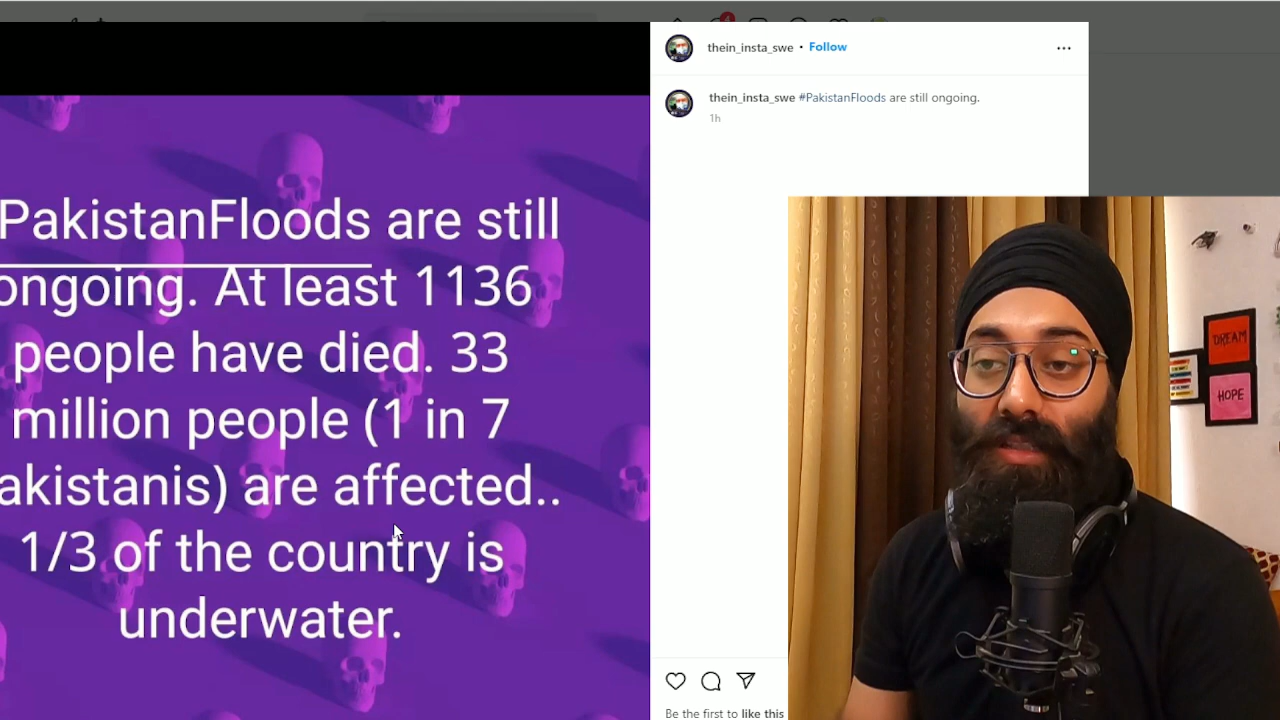 PakistanFloods are still
ongoing. At least 1136
people have died. 33
million people (1 in 7
akistanis) are affected..
1/3 of the country is
underwater.
thein_insta_swe • Follow
thein_insta_swe #PakistanFloods are still ongoing.
1h
Be the first to like this
DREAM
HOPE